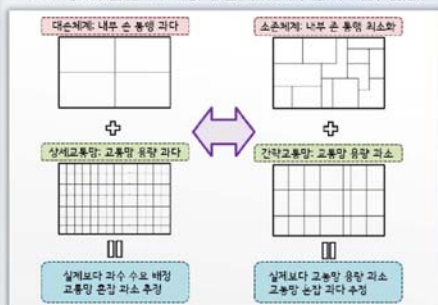 대존체계: 내부 존 통행 과다
소존체계: 내부 존 통행 최소화
상세교통망: 교통망 용량 과다
간략교통망: 교통망 용량 과소
실제보다 과수 수요 배정
교통망 혼잡 과소 추정
실제보다 교통망 용량 과소
교통망 혼잡 과다 추정